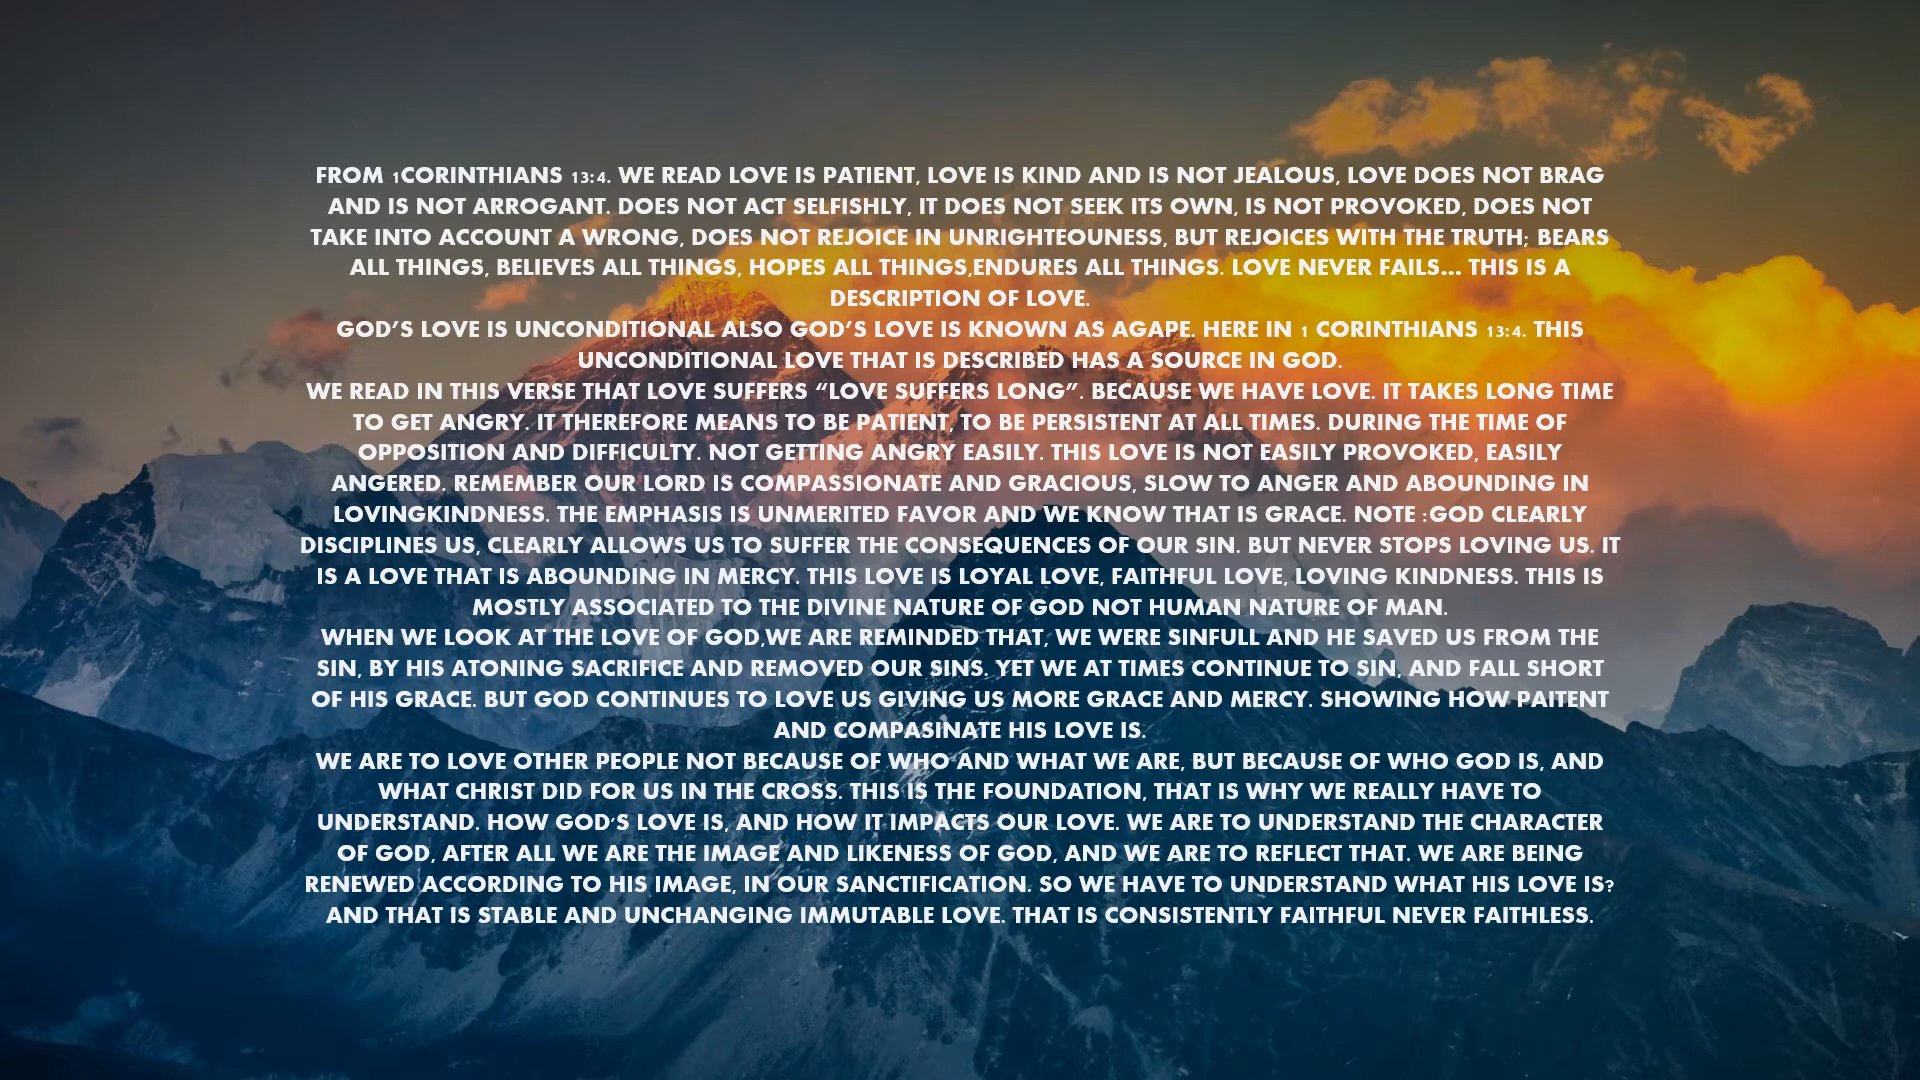 FROM 1CORINTHIANS 13:4. WE READ LOVE IS PATIENT, LOVE IS KIND AND IS NOT JEALOUS, LOVE DOES NOT BRAG
AND IS NOT ARROGANT. DOES NOT ACT SELFISHLY, IT DOES NOT SEEK ITS OWN, IS NOT PROVOKED, DOES NOT
TAKE INTO ACCOUNT A WRONG, DOES NOT REJOICE IN UNRIGHTEOUNESS, BUT REJOICES WITH THE TRUTH; BEARS
ALL THINGS, BELIEVES ALL THINGS, HOPES ALL THINGS,ENDURES ALL THINGS. LOVE NEVER FAILS... THIS IS A
DESCRIPTION OF LOVE.
GOD’S LOVE IS UNCONDITIONAL ALSO GOD’S LOVE IS KNOWN AS AGAPE. HERE IN 1 CORINTHIANS 13:4. THIS
UNCONDITIONAL LOVE THAT IS DESCRIBED HAS A SOURCE IN GOD.
WE READ IN THIS VERSE THAT LOVE SUFFERS “LOVE SUFFERS LONG”. BECAUSE WE HAVE LOVE. IT TAKES LONG TIME
TO GET ANGRY. IT THEREFORE MEANS TO BE PATIENT, TO BE PERSISTENT AT ALL TIMES. DURING THE TIME OF
OPPOSITION AND DIFFICULTY. NOT GETTING ANGRY EASILY. THIS LOVE IS NOT EASILY PROVOKED, EASILY
ANGERED. REMEMBER OUR LORD IS COMPASSIONATE AND GRACIOUS, SLOW TO ANGER AND ABOUNDING IN
LOVINGKINDNESS. THE EMPHASIS IS UNMERITED FAVOR AND WE KNOW THAT IS GRACE. NOTE :GOD CLEARLY
DISCIPLINES US, CLEARLY ALLOWS US TO SUFFER THE CONSEQUENCES OF OUR SIN. BUT NEVER STOPS LOVING US. IT
IS A LOVE THAT IS ABOUNDING IN MERCY. THIS LOVE IS LOYAL LOVE, FAITHFUL LOVE, LOVING KINDNESS. THIS IS
MOSTLY ASSOCIATED TO THE DIVINE NATURE OF GOD NOT HUMAN NATURE OF MAN.
WHEN WE LOOK AT THE LOVE OF GOD,WE ARE REMINDED THAT, WE WERE SINFULL AND HE SAVED US FROM THE
SIN, BY HIS ATONING SACRIFICE AND REMOVED OUR SINS. YET WE AT TIMES CONTINUE TO SIN, AND FALL SHORT
OF HIS GRACE. BUT GOD CONTINUES TO LOVE US GIVING US MORE GRACE AND MERCY. SHOWING HOW PAITENT
AND COMPASINATE HIS LOVE IS.
WE ARE TO LOVE OTHER PEOPLE NOT BECAUSE OF WHO AND WHAT WE ARE, BUT BECAUSE OF WHO GOD IS, AND
WHAT CHRIST DID FOR US IN THE CROSS. THIS IS THE FOUNDATION, THAT IS WHY WE REALLY HAVE TO
UNDERSTAND. HOW GOD'S LOVE IS, AND HOW IT IMPACTS OUR LOVE. WE ARE TO UNDERSTAND THE CHARACTER
OF GOD, AFTER ALL WE ARE THE IMAGE AND LIKENESS OF GOD, AND WE ARE TO REFLECT THAT. WE ARE BEING
RENEWED ACCORDING TO HIS IMAGE, IN OUR SANCTIFICATION. SO WE HAVE TO UNDERSTAND WHAT HIS LOVE IS?
AND THAT IS STABLE AND UNCHANGING IMMUTABLE LOVE. THAT IS CONSISTENTLY FAITHFUL NEVER FAITHLESS.